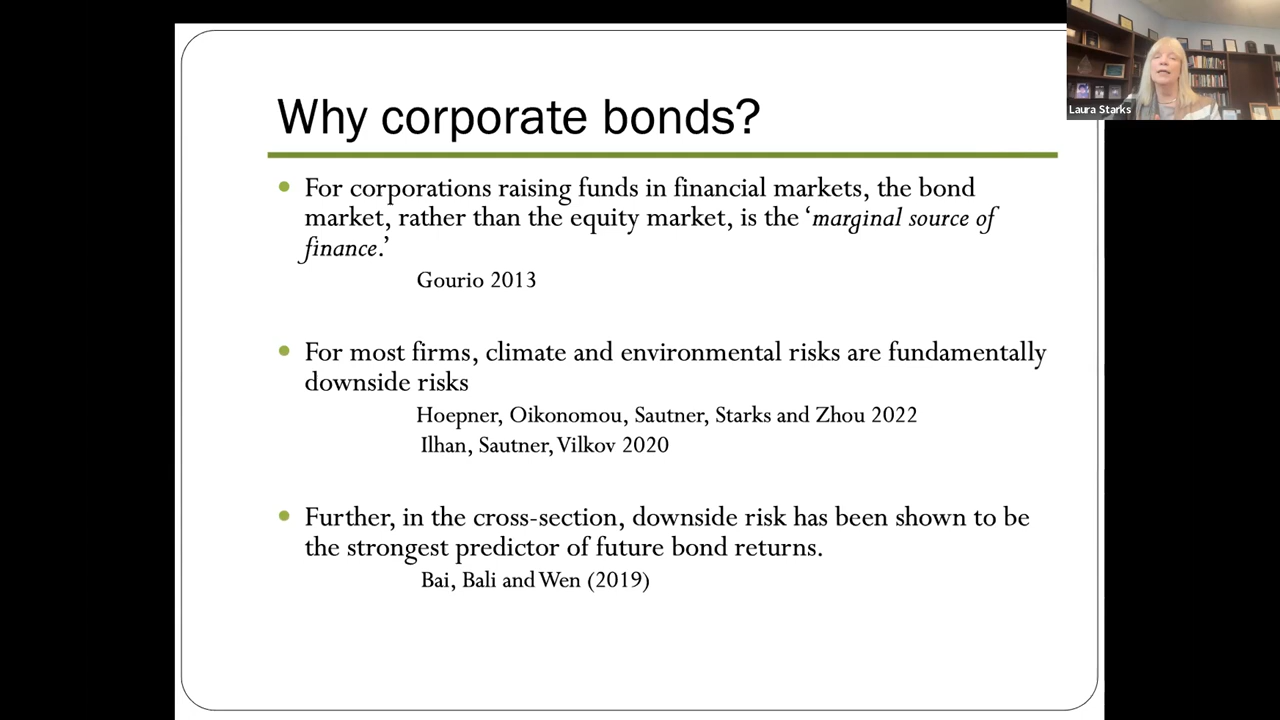 Why corporate bonds?
For corporations raising funds in financial markets, the bond
market, rather than the equity market, is the ‘marginal source of
finance.’
Gourio 2013
For most firms, climate and environmental risks are fundamentally
downside risks
Hoepner, Oikonomou, Sautner, Starks and Zhou 2022
Ilhan, Sautner, Vilkov 2020
Further, in the cross-section, downside risk has been shown to be
the strongest predictor of future bond returns.
Bai, Bali and Wen (2019)
Laura Starks